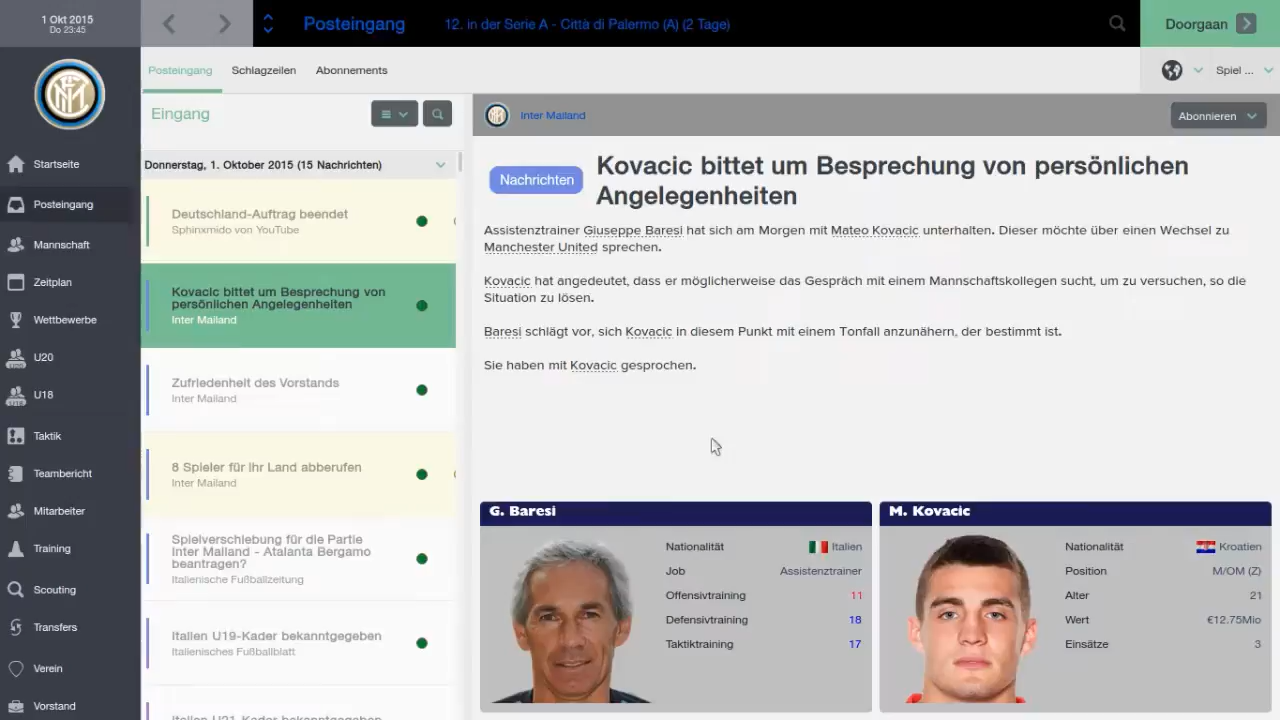 1 Okt 2015
Do 23:45
Posteingang
12. in der Serie A - Città di Palermo (A) (2 Tage)
Doorgaan
Posteingang
Schlagzeilen
Abonnements
Spiel ...
Startseite
Posteingang
Mannschaft
Zeitplan
Wettbewerbe
U20
U18
Taktik
Teambericht
Mitarbeiter
Training
Scouting
Transfers
Verein
Vorstand
Eingang
Donnerstag, 1. Oktober 2015 (15 Nachrichten)
Deutschland-Auftrag beendet
Sphinxmido von YouTube
Kovacic bittet um Besprechung von
persönlichen Angelegenheiten
Inter Mailand
Zufriedenheit des Vorstands
Inter Mailand
8 Spieler für Ihr Land abberufen
Inter Mailand
Spielverschiebung für die Partie
Inter Mailand - Atalanta Bergamo
beantragen?
Italienische Fußballzeitung
Italien U19-Kader bekanntgegeben
Italienisches Fußballblatt
Italien U21-Kader bekanntgegeben
Inter Mailand
Abonnieren
Nachrichten
Kovacic bittet um Besprechung von persönlichen
Angelegenheiten
Assistenztrainer Giuseppe Baresi hat sich am Morgen mit Mateo Kovacic unterhalten. Dieser möchte über einen Wechsel zu
Manchester United sprechen.
Kovacic hat angedeutet, dass er möglicherweise das Gespräch mit einem Mannschaftskollegen sucht, um zu versuchen, so die
Situation zu lösen.
Baresi schlägt vor, sich Kovacic in diesem Punkt mit einem Tonfall anzunähern, der bestimmt ist.
Sie haben mit Kovacic gesprochen.
G. Baresi
Nationalität Italien
Job Assistenztrainer
Offensivtraining 11
Defensivtraining 18
Taktiktraining 17
M. Kovacic
Nationalität Kroatien
Position M/OM (Z)
Alter 21
Wert €12.75Mio
Einsätze 3